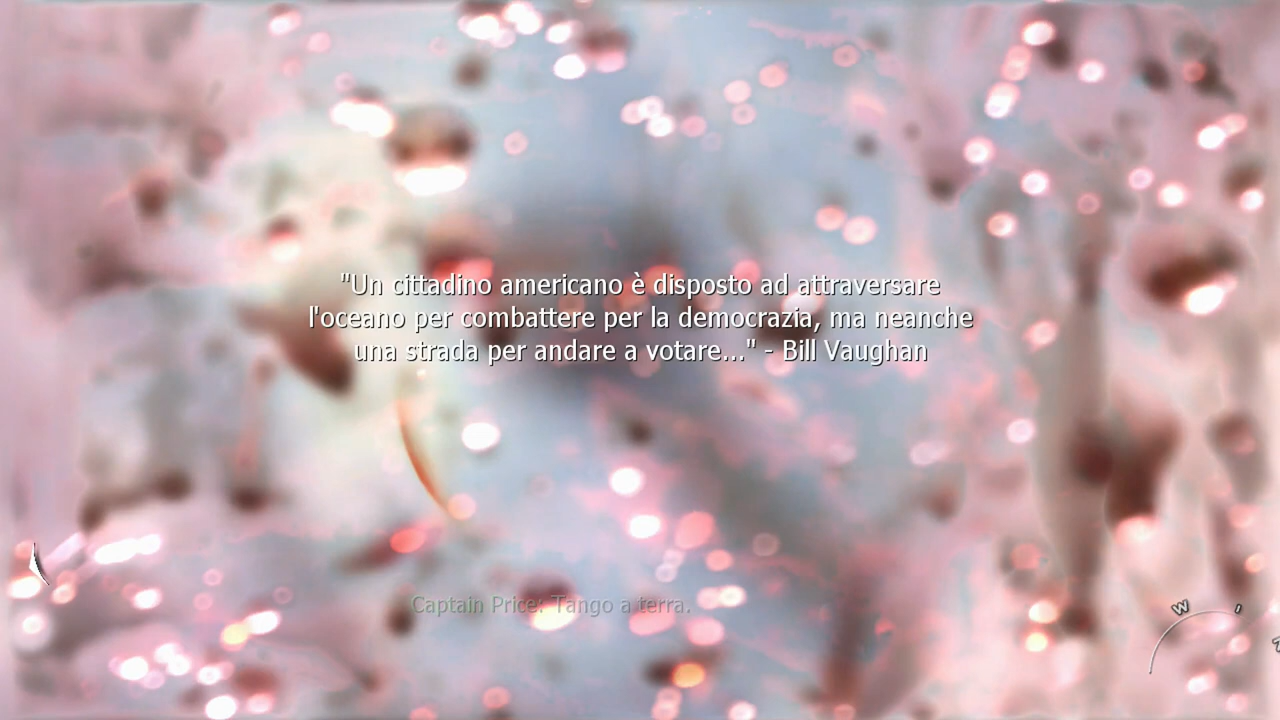 "Un cittadino americano è disposto ad attraversare
l'oceano per combattere per la democrazia, ma neanche
una strada per andare a votare..." - Bill Vaughan
Captain Price: Tango a terra.
W